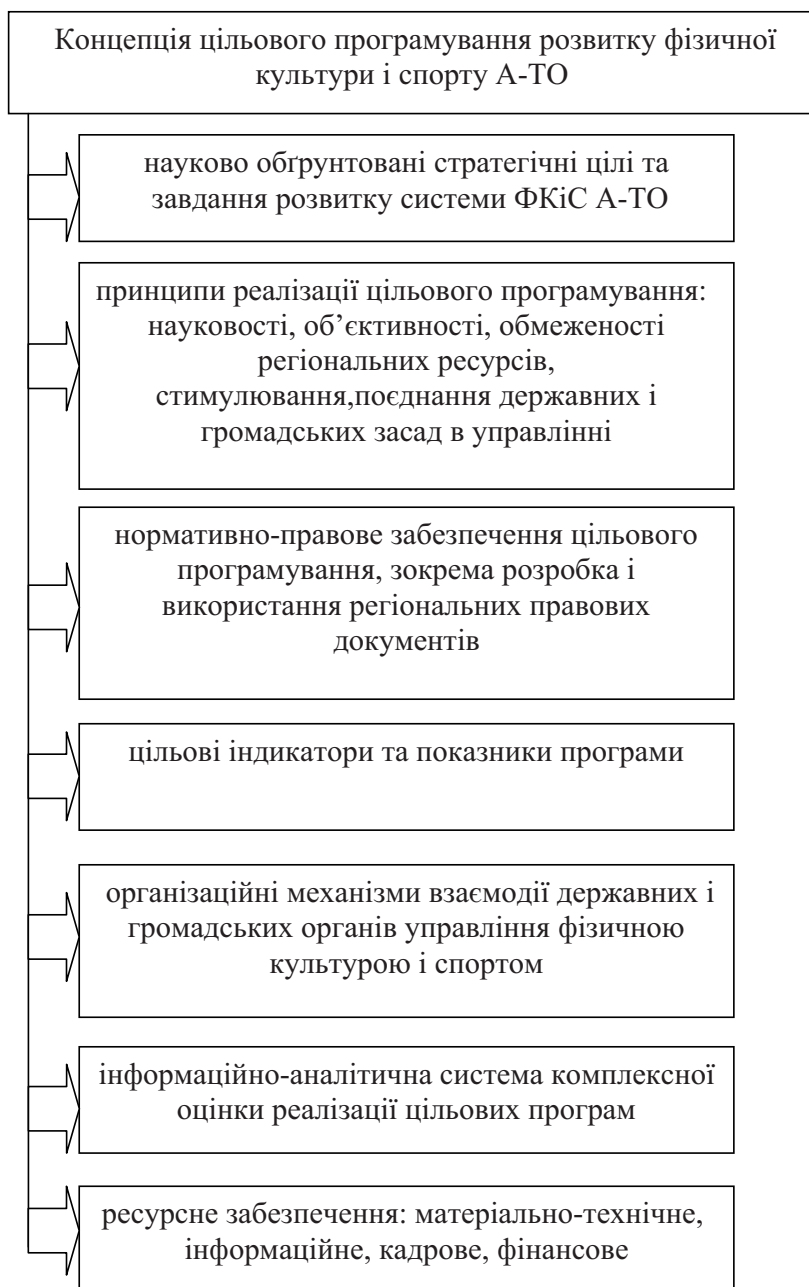 Концепція цільового програмування розвитку фізичної
культури і спорту А-ТО
науково обґрунтовані стратегічні цілі та
завдання розвитку системи ФКіС А-ТО
принципи реалізації цільового програмування:
науковості, об’єктивності, обмеженості
регіональних ресурсів,
стимулювання,поєднання державних і
громадських засад в управлінні
нормативно-правове забезпечення цільового
програмування, зокрема розробка і
використання регіональних правових
документів
цільові індикатори та показники програми
організаційні механізми взаємодії державних і
громадських органів управління фізичною
культурою і спортом
інформаційно-аналітична система комплексної
оцінки реалізації цільових програм
ресурсне забезпечення: матеріально-технічне,
інформаційне, кадрове, фінансове